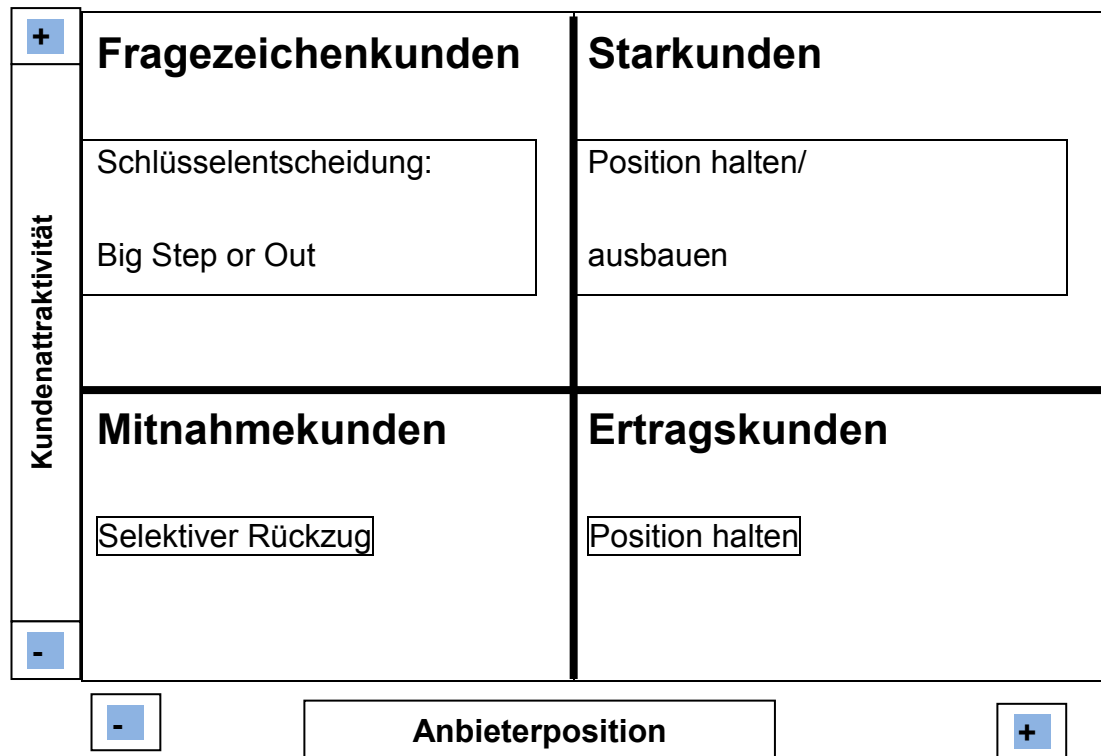 +
Fragezeichenkunden
Starkunden
Schlüsselentscheidung:
Big Step or Out
Position halten/
ausbauen
Kundenattraktivität
Mitnahmekunden
Ertragskunden
Selektiver Rückzug
Position halten
-
-
Anbieterposition
+